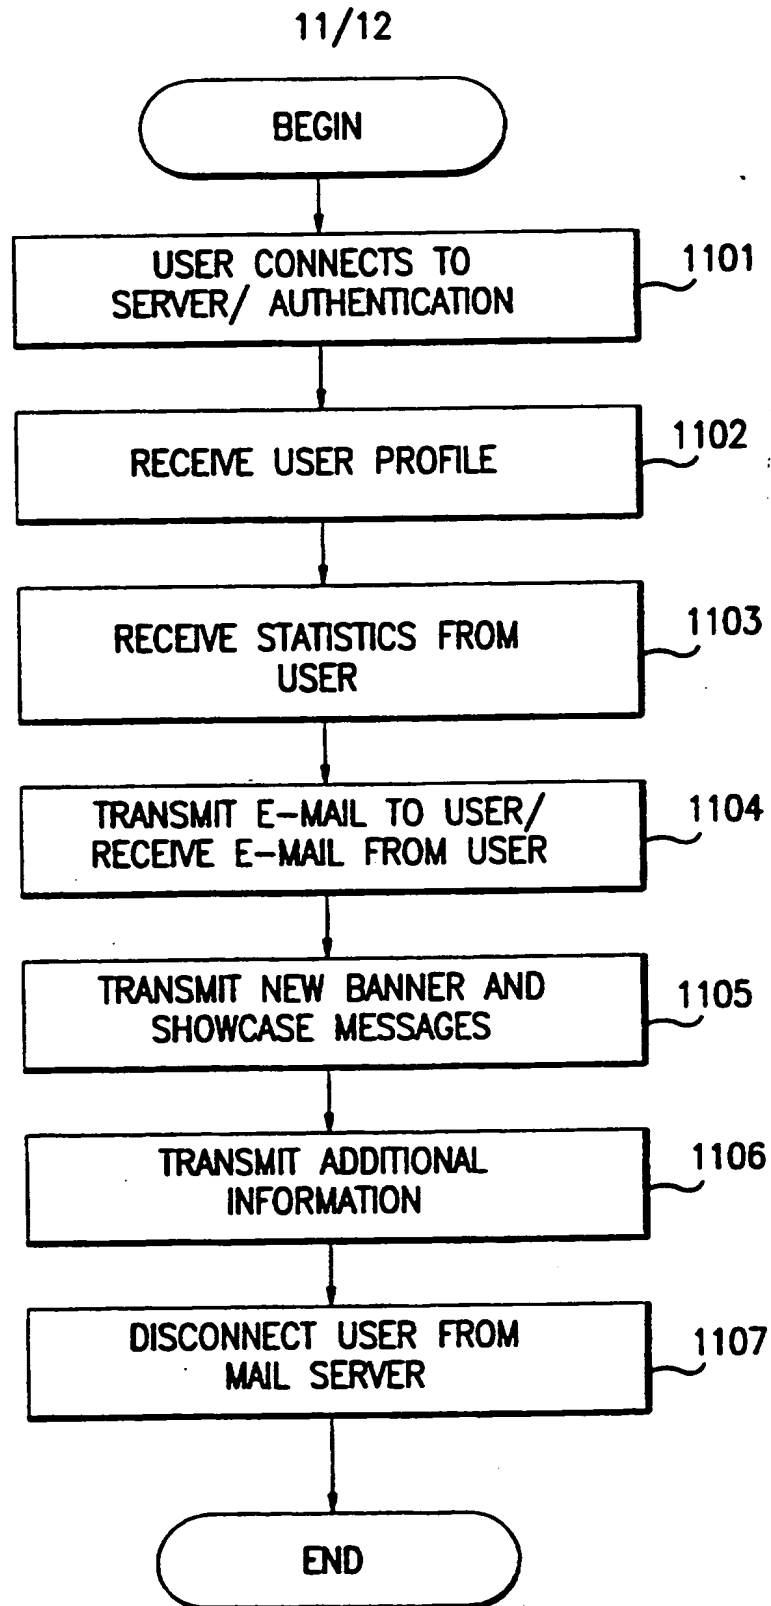 11/12
BEGIN
USER CONNECTS TO
SERVER/ AUTHENTICATION
1101
RECEIVE USER PROFILE
1102
RECEIVE STATISTICS FROM
USER
1103
TRANSMIT E-MAIL TO USER/
RECEIVE E-MAIL FROM USER
1104
TRANSMIT NEW BANNER AND
SHOWCASE MESSAGES
1105
TRANSMIT ADDITIONAL
INFORMATION
1106
DISCONNECT USER FROM
MAIL SERVER
1107
END